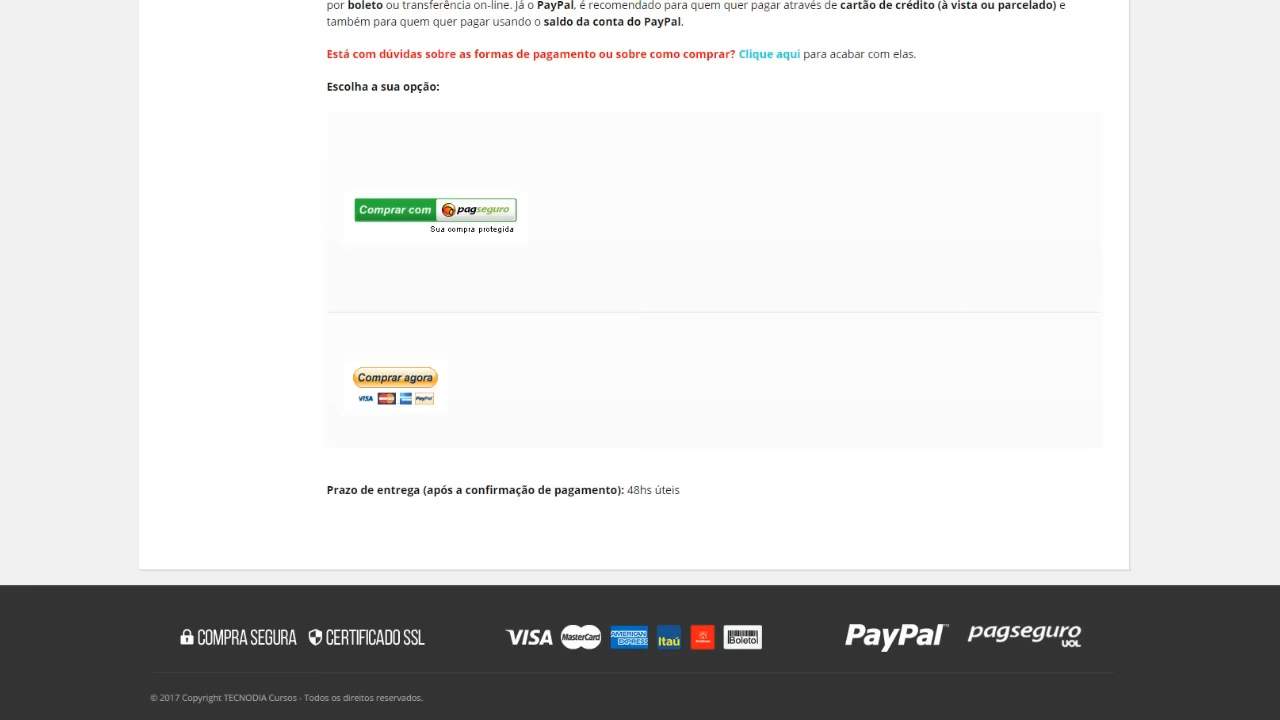 por boleto ou transferência on-line. Já o PayPal, é recomendado para quem quer pagar através de cartão de crédito (à vista ou parcelado) e
também para quem quer pagar usando o saldo da conta do PayPal.
Está com dúvidas sobre as formas de pagamento ou sobre como comprar? Clique aqui para acabar com elas.
Escolha a sua opção:
Comprar com pagseguro
Sua compra protegida
Comprar agora
VISA PayPal
Prazo de entrega (após a confirmação de pagamento): 48hs úteis
COMPRA SEGURA CERTIFICADO SSL VISA MasterCard AMERICAN EXPRESS Itaú Boleto PayPal™ pagseguro UOL
© 2017 Copyright TECNODIA Cursos - Todos os direitos reservados.